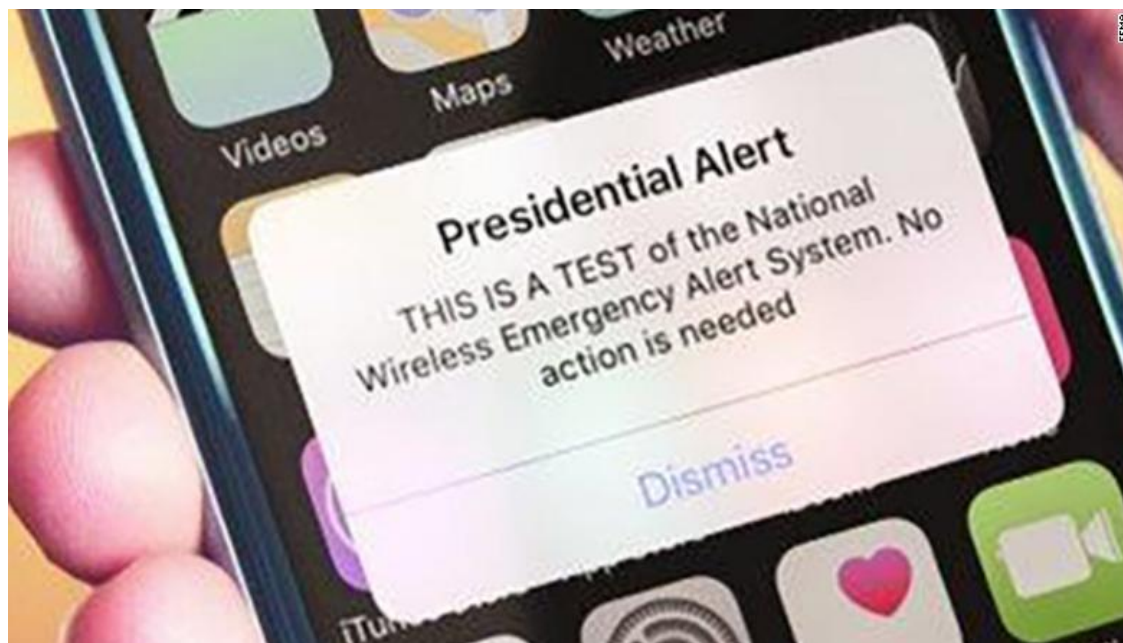 FEMA
Weather
Maps
Videos
Presidential Alert
THIS IS A TEST of the National
Wireless Emergency Alert System. No
action is needed
Dismiss